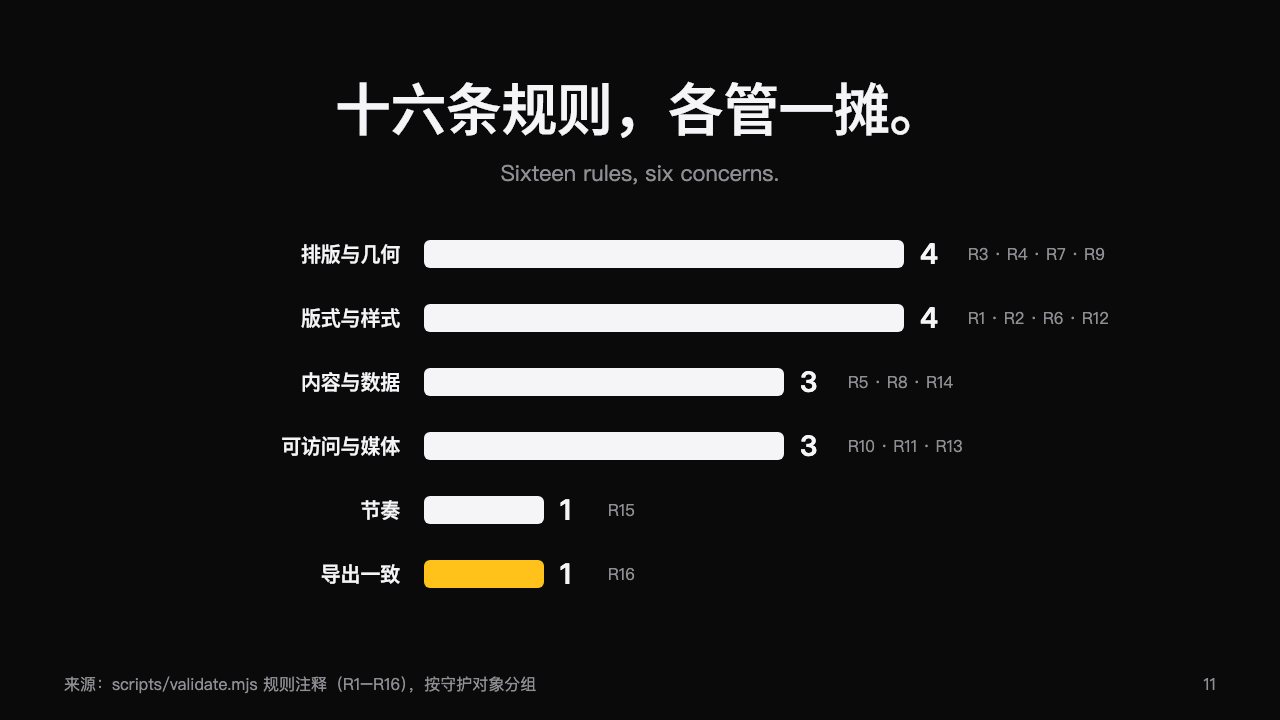 十六条规则，各管一摊。
Sixteen rules, six concerns.
排版与几何 4 R3 · R4 · R7 · R9
版式与样式 4 R1 · R2 · R6 · R12
内容与数据 3 R5 · R8 · R14
可访问与媒体 3 R10 · R11 · R13
节奏 1 R15
导出一致 1 R16
来源：scripts/validate.mjs 规则注释（R1—R16），按守护对象分组 11